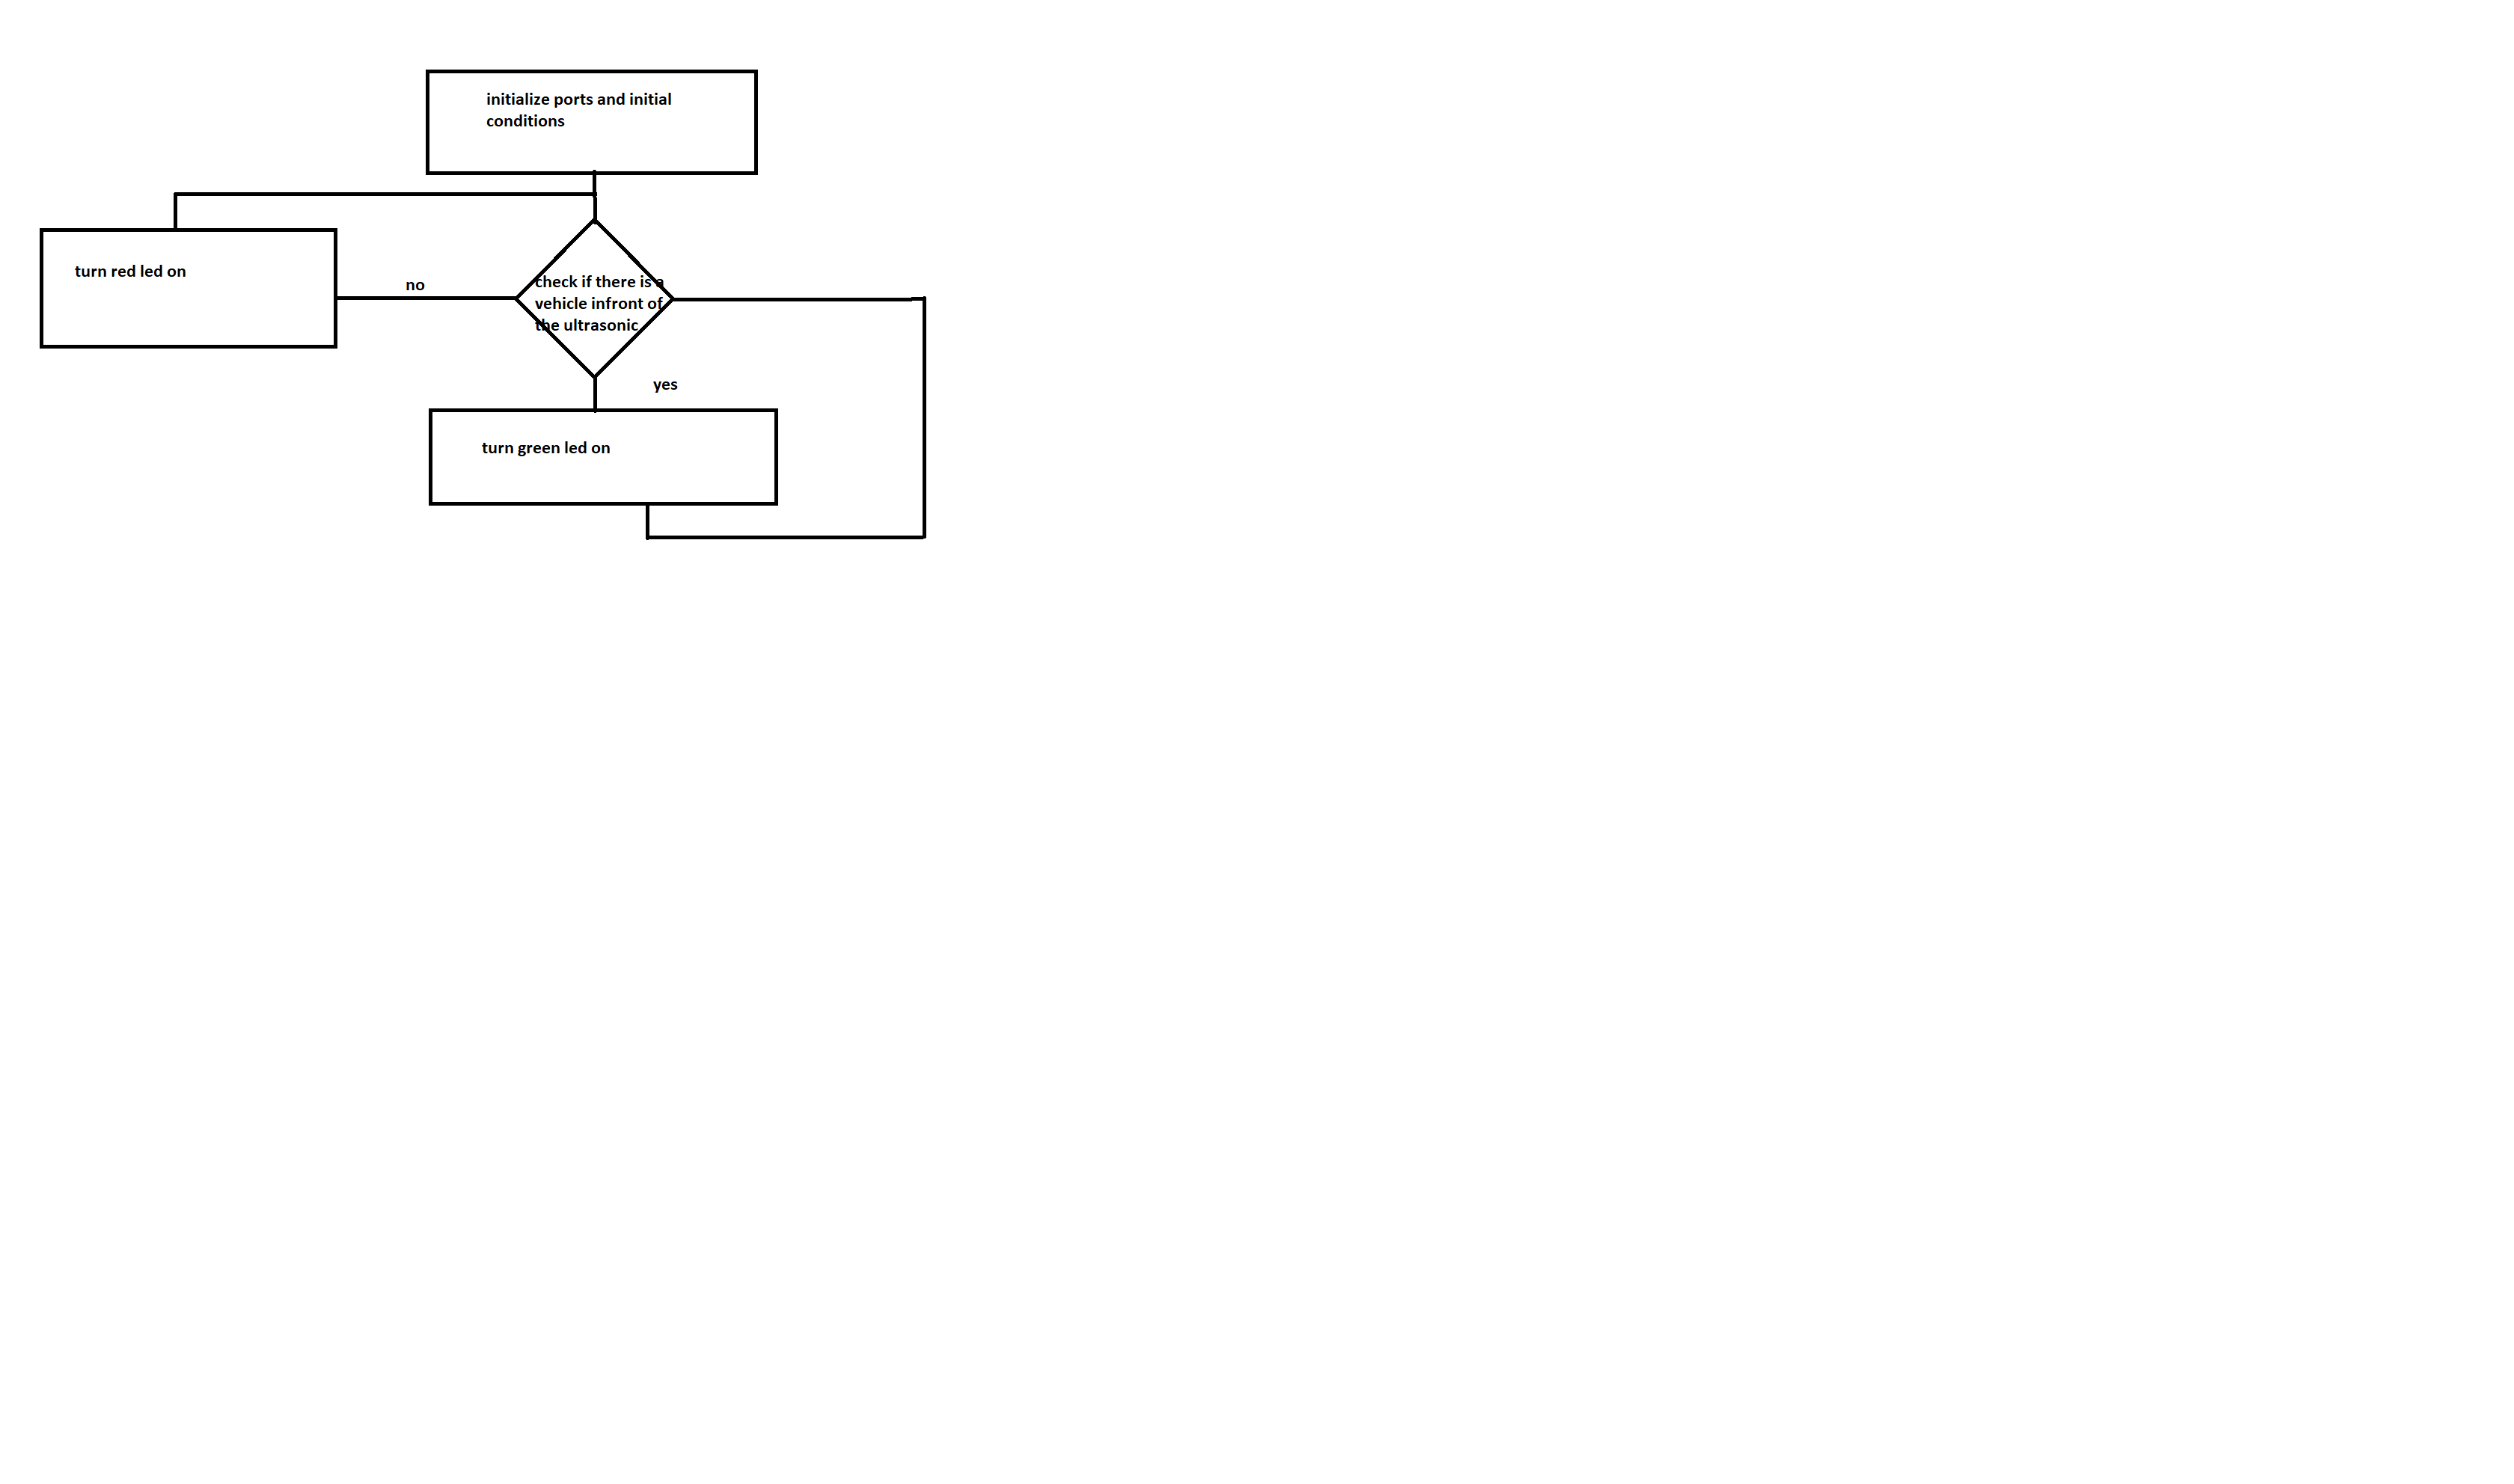 initialize ports and initial
conditions
turn red led on
no
check if there is a
vehicle infront of
the ultrasonic
yes
turn green led on